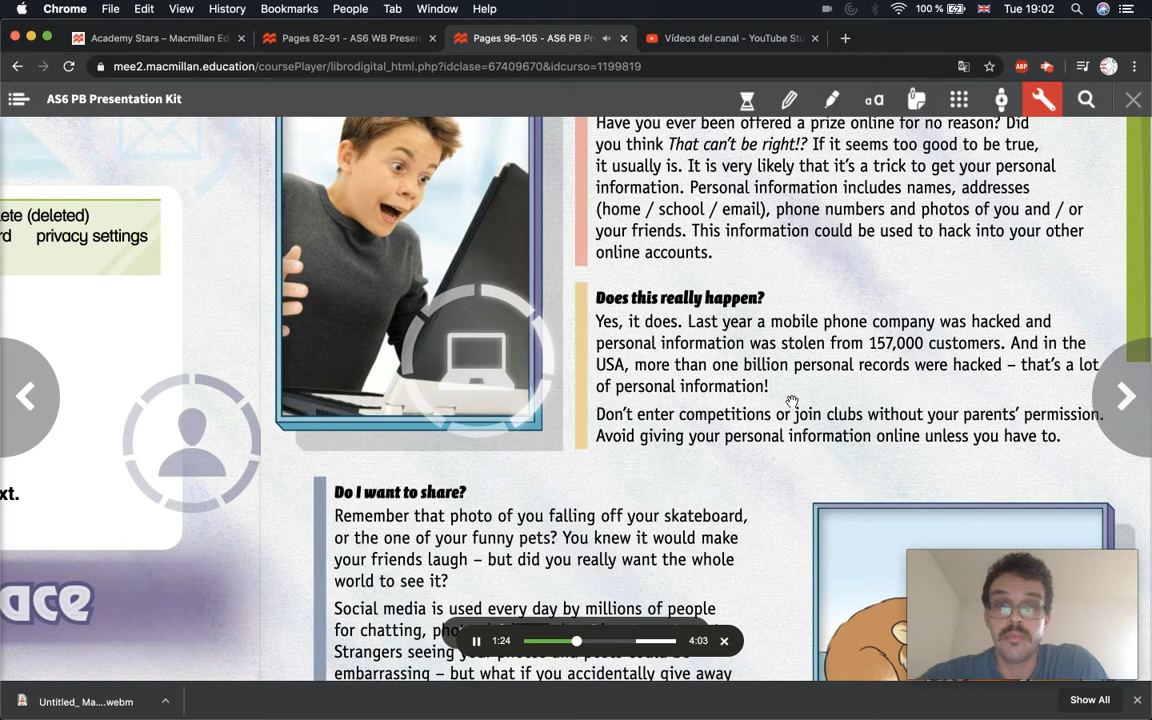 Chrome File Edit View History Bookmarks People Tab Window Help 100 % Tue 19:02
Academy Stars – Macmillan Ed
Pages 82–91 - AS6 WB Presen
Pages 96–105 - AS6 PB Pr
Vídeos del canal - YouTube Stu
mee2.macmillan.education/coursePlayer/librodigital_html.php?idclase=67409670&idcurso=1199819
ABP
AS6 PB Presentation Kit
aa
Have you ever been offered a prize online for no reason? Did
you think That can't be right!? If it seems too good to be true,
it usually is. It is very likely that it's a trick to get your personal
information. Personal information includes names, addresses
(home / school / email), phone numbers and photos of you and / or
your friends. This information could be used to hack into your other
online accounts.
ete (deleted)
rd privacy settings
Does this really happen?
Yes, it does. Last year a mobile phone company was hacked and
personal information was stolen from 157,000 customers. And in the
USA, more than one billion personal records were hacked – that's a lot
of personal information!
Don't enter competitions or join clubs without your parents' permission.
Avoid giving your personal information online unless you have to.
xt.
ace
Do I want to share?
Remember that photo of you falling off your skateboard,
or the one of your funny pets? You knew it would make
your friends laugh – but did you really want the whole
world to see it?
Social media is used every day by millions of people
for chatting,
Strangers seeing
embarrassing – but what if you accidentally give away
1:24 4:03
Untitled_ Ma....webm
Show All